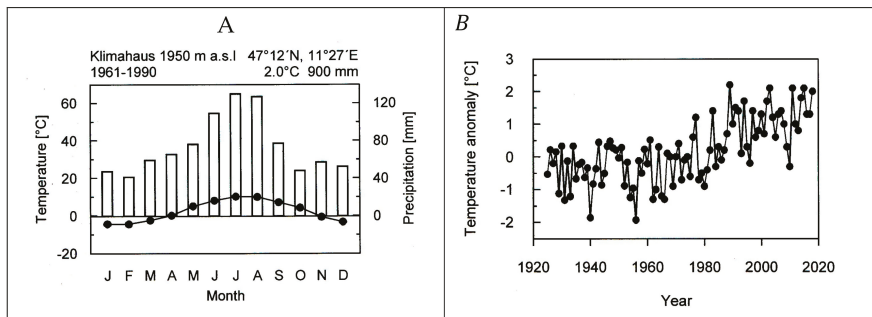 A
Klimahaus 1950 m a.s.l 47°12´N, 11°27´E
1961-1990 2.0°C 900 mm
60
40
20
0
-20
Temperature [°C]
120
80
40
0
Precipitation [mm]
J F M A M J J A S O N D
Month
B
3
2
1
0
-1
-2
Temperature anomaly [°C]
1920 1940 1960 1980 2000 2020
Year